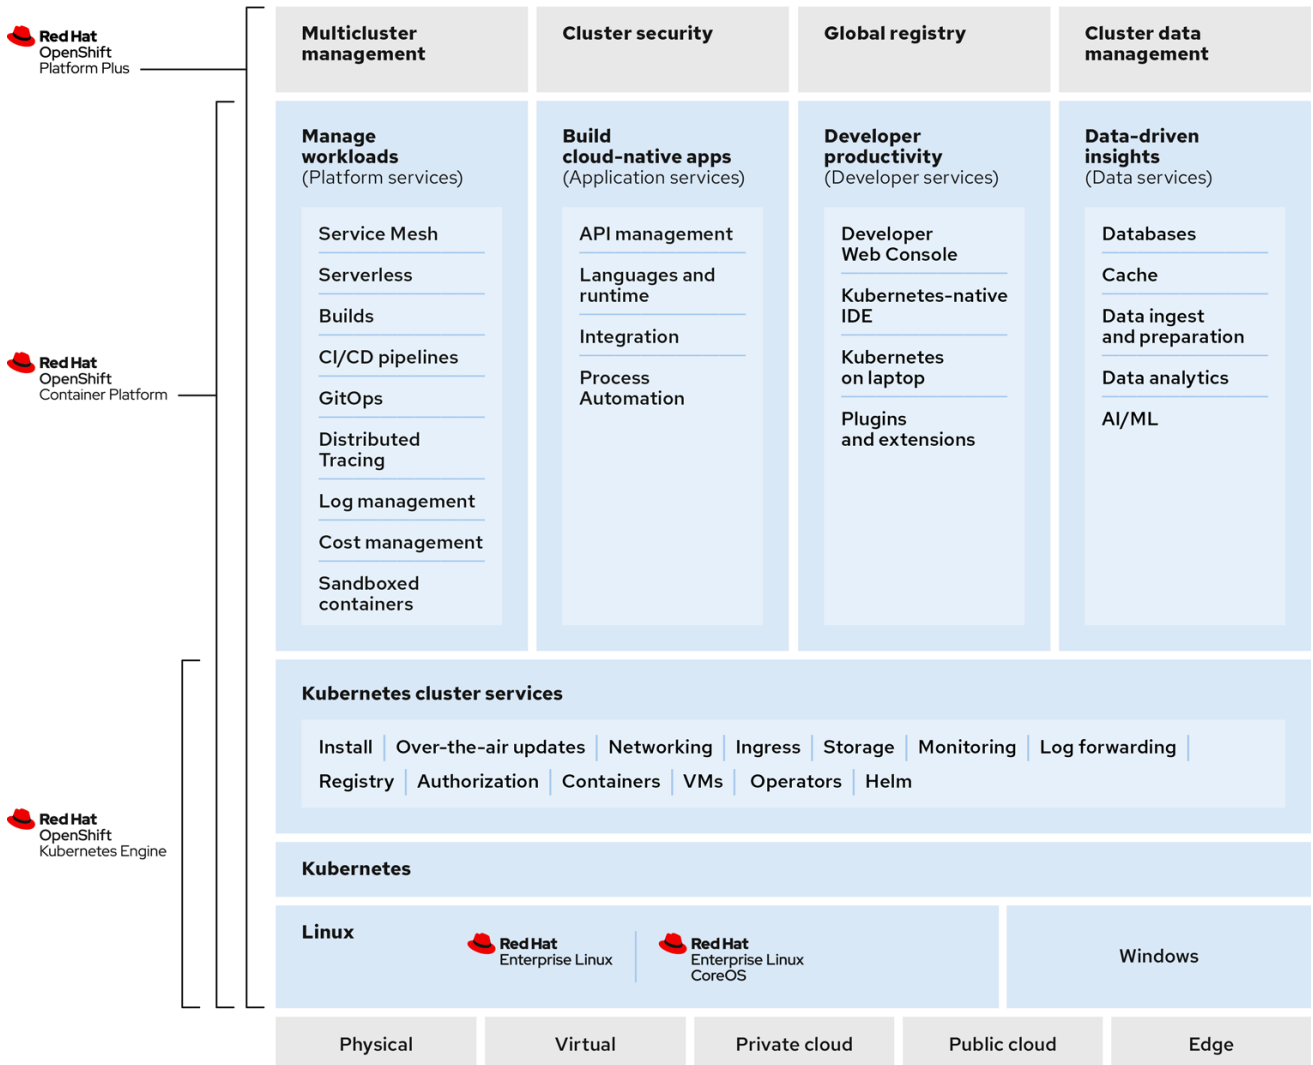 Red Hat
OpenShift
Platform Plus
Multicluster
management
Cluster security
Global registry
Cluster data
management
Red Hat
OpenShift
Container Platform
Manage
workloads
(Platform services)
Service Mesh
Serverless
Builds
CI/CD pipelines
GitOps
Distributed
Tracing
Log management
Cost management
Sandboxed
containers
Build
cloud-native apps
(Application services)
API management
Languages and
runtime
Integration
Process
Automation
Developer
productivity
(Developer services)
Developer
Web Console
Kubernetes-native
IDE
Kubernetes
on laptop
Plugins
and extensions
Data-driven
insights
(Data services)
Databases
Cache
Data ingest
and preparation
Data analytics
AI/ML
Red Hat
OpenShift
Kubernetes Engine
Kubernetes cluster services
Install | Over-the-air updates | Networking | Ingress | Storage | Monitoring | Log forwarding |
Registry | Authorization | Containers | VMs | Operators | Helm
Kubernetes
Linux
Red Hat
Enterprise Linux
Red Hat
Enterprise Linux
CoreOS
Windows
Physical
Virtual
Private cloud
Public cloud
Edge